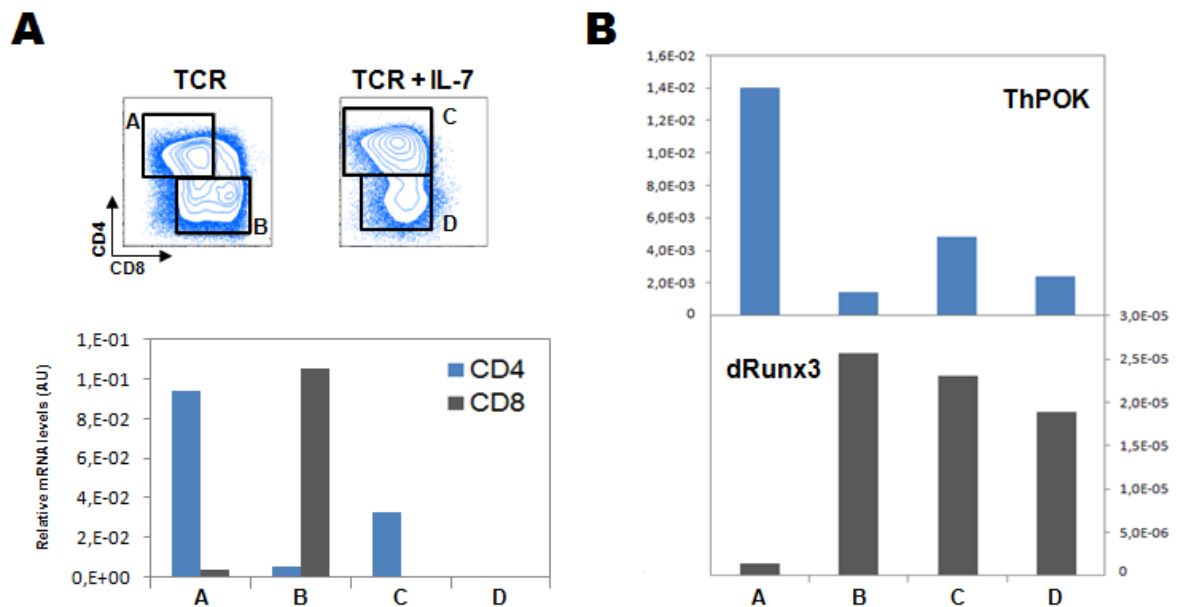 A
B
TCR
TCR + IL-7
A
B
C
D
CD4
CD8
1,E-01
1,E-01
8,E-02
6,E-02
4,E-02
2,E-02
0,E+00
Relative mRNA levels (AU)
CD4
CD8
A
B
C
D
1,6E-02
1,4E-02
1,2E-02
1,0E-02
8,0E-03
6,0E-03
4,0E-03
2,0E-03
0
ThPOK
dRunx3
3,0E-05
2,5E-05
2,0E-05
1,5E-05
1,0E-05
5,0E-06
0
A
B
C
D